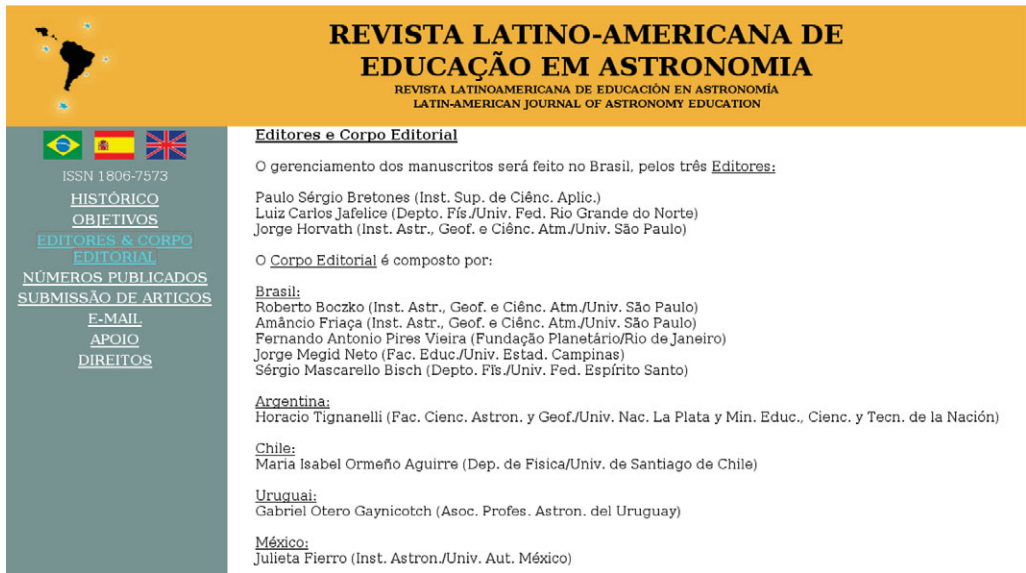 REVISTA LATINO-AMERICANA DE
EDUCAÇÃO EM ASTRONOMIA
REVISTA LATINOAMERICANA DE EDUCACIÓN EN ASTRONOMÍA
LATIN-AMERICAN JOURNAL OF ASTRONOMY EDUCATION
ISSN 1806-7573
HISTÓRICO
OBJETIVOS
EDITORES & CORPO
EDITORIAL
NÚMEROS PUBLICADOS
SUBMISSÃO DE ARTIGOS
E-MAIL
APOIO
DIREITOS
Editores e Corpo Editorial
O gerenciamento dos manuscritos será feito no Brasil, pelos três Editores:
Paulo Sérgio Bretones (Inst. Sup. de Ciênc. Aplic.)
Luiz Carlos Jafelice (Depto. Fís./Univ. Fed. Rio Grande do Norte)
Jorge Horvath (Inst. Astr., Geof. e Ciênc. Atm./Univ. São Paulo)
O Corpo Editorial é composto por:
Brasil:
Roberto Boczko (Inst. Astr., Geof. e Ciênc. Atm./Univ. São Paulo)
Amâncio Friaça (Inst. Astr., Geof. e Ciênc. Atm./Univ. São Paulo)
Fernando Antonio Pires Vieira (Fundação Planetário/Rio de Janeiro)
Jorge Megid Neto (Fac. Educ./Univ. Estad. Campinas)
Sérgio Mascarello Bisch (Depto. FÍs./Univ. Fed. Espírito Santo)
Argentina:
Horacio Tignanelli (Fac. Cienc. Astron. y Geof./Univ. Nac. La Plata y Min. Educ., Cienc. y Tecn. de la Nación)
Chile:
Maria Isabel Ormeño Aguirre (Dep. de Fisica/Univ. de Santiago de Chile)
Uruguai:
Gabriel Otero Gaynicotch (Asoc. Profes. Astron. del Uruguay)
México:
Julieta Fierro (Inst. Astron./Univ. Aut. México)